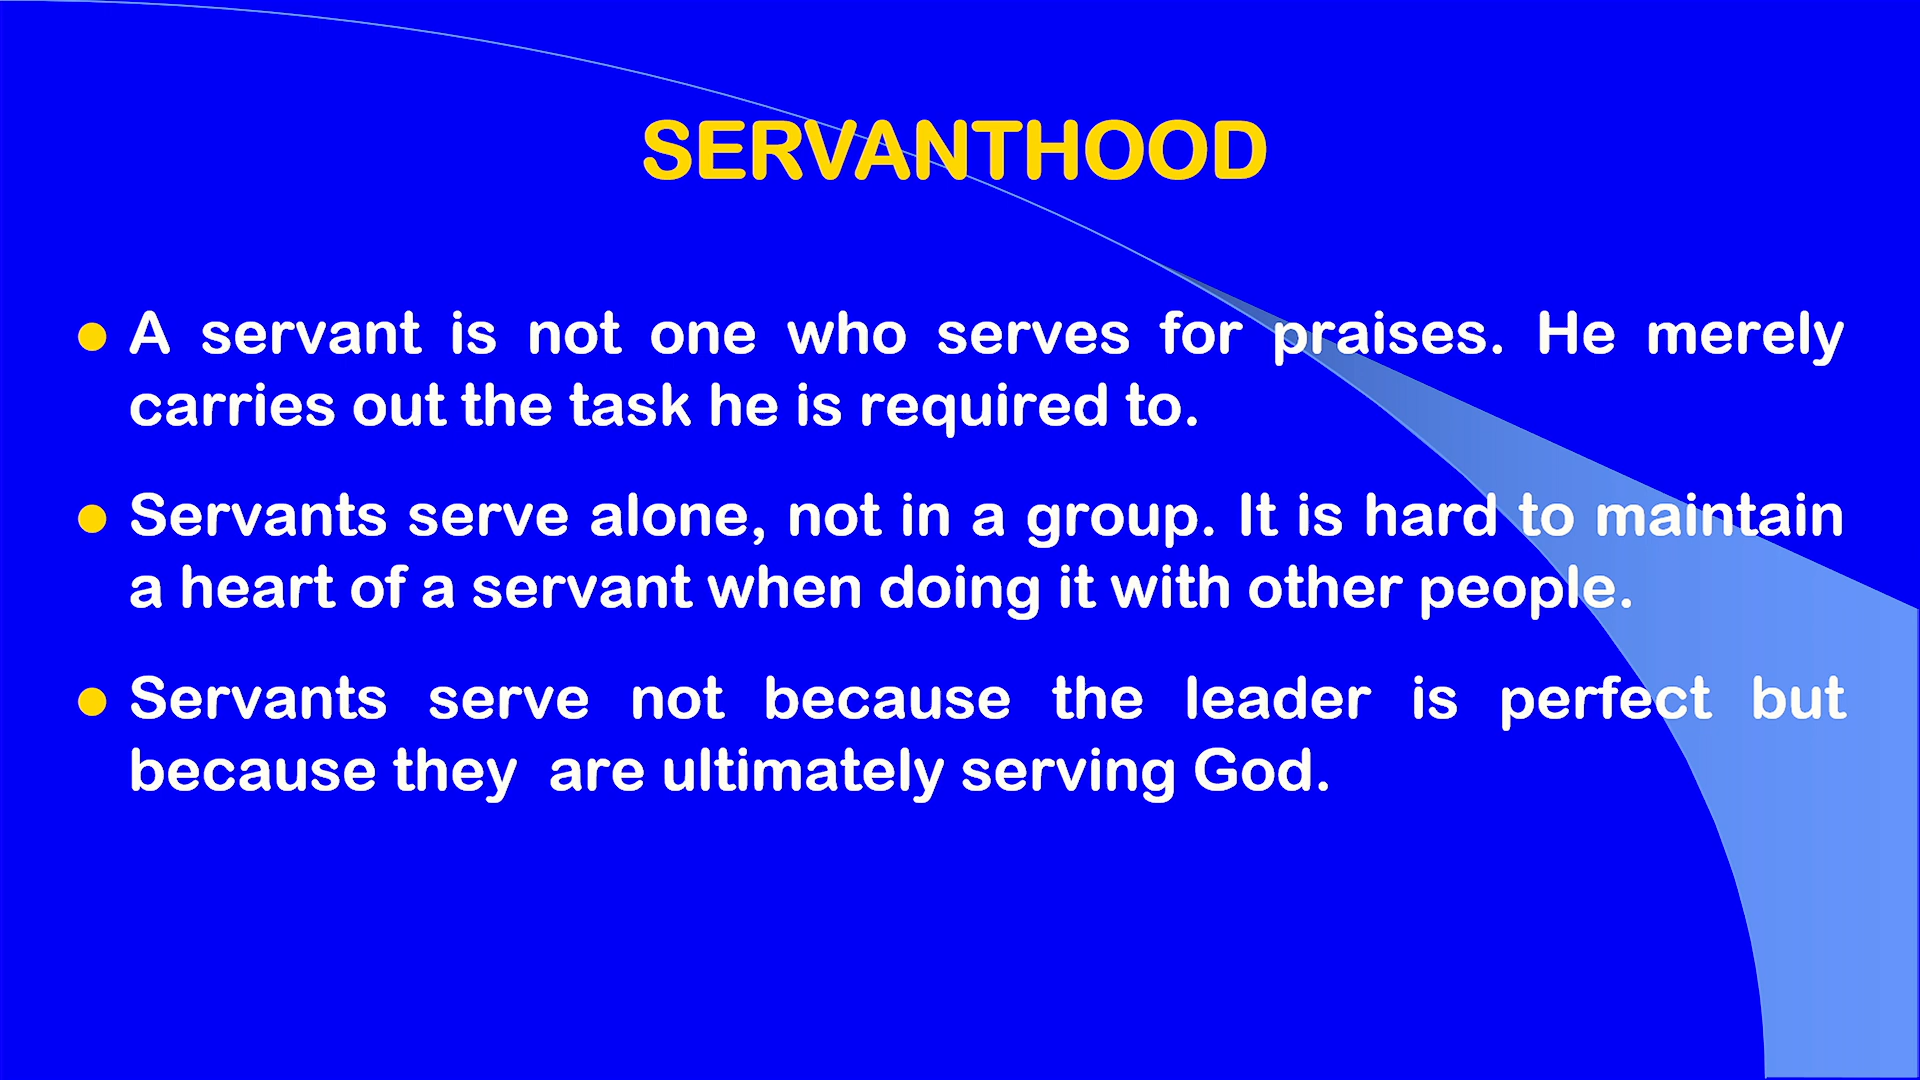 SERVANTHOOD
A servant is not one who serves for praises. He merely
carries out the task he is required to.
Servants serve alone, not in a group. It is hard to maintain
a heart of a servant when doing it with other people.
Servants serve not because the leader is perfect but
because they  are ultimately serving God.